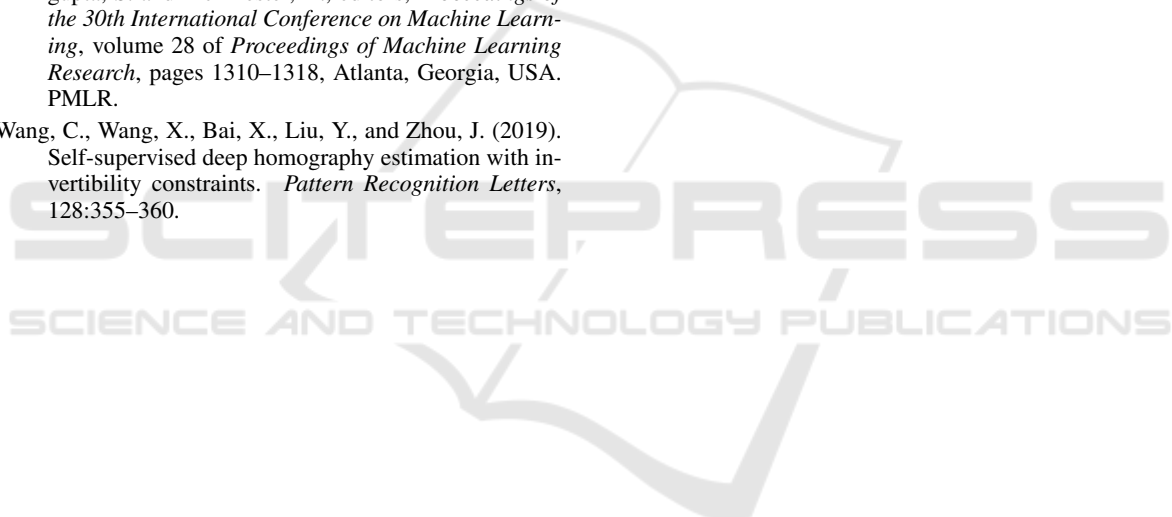 the 30th International Conference on Machine Learn-
ing, volume 28 of Proceedings of Machine Learning
Research, pages 1310–1318, Atlanta, Georgia, USA.
PMLR.
Wang, C., Wang, X., Bai, X., Liu, Y., and Zhou, J. (2019).
Self-supervised deep homography estimation with in-
vertibility constraints. Pattern Recognition Letters,
128:355–360.
SCITEPRESS
SCIENCE AND TECHNOLOGY PUBLICATIONS